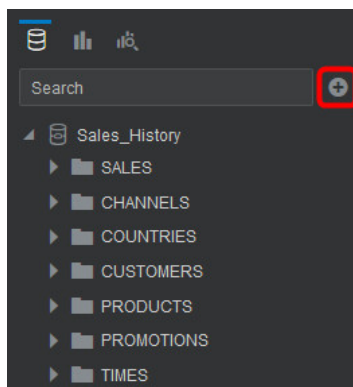 Search
Sales_History
SALES
CHANNELS
COUNTRIES
CUSTOMERS
PRODUCTS
PROMOTIONS
TIMES